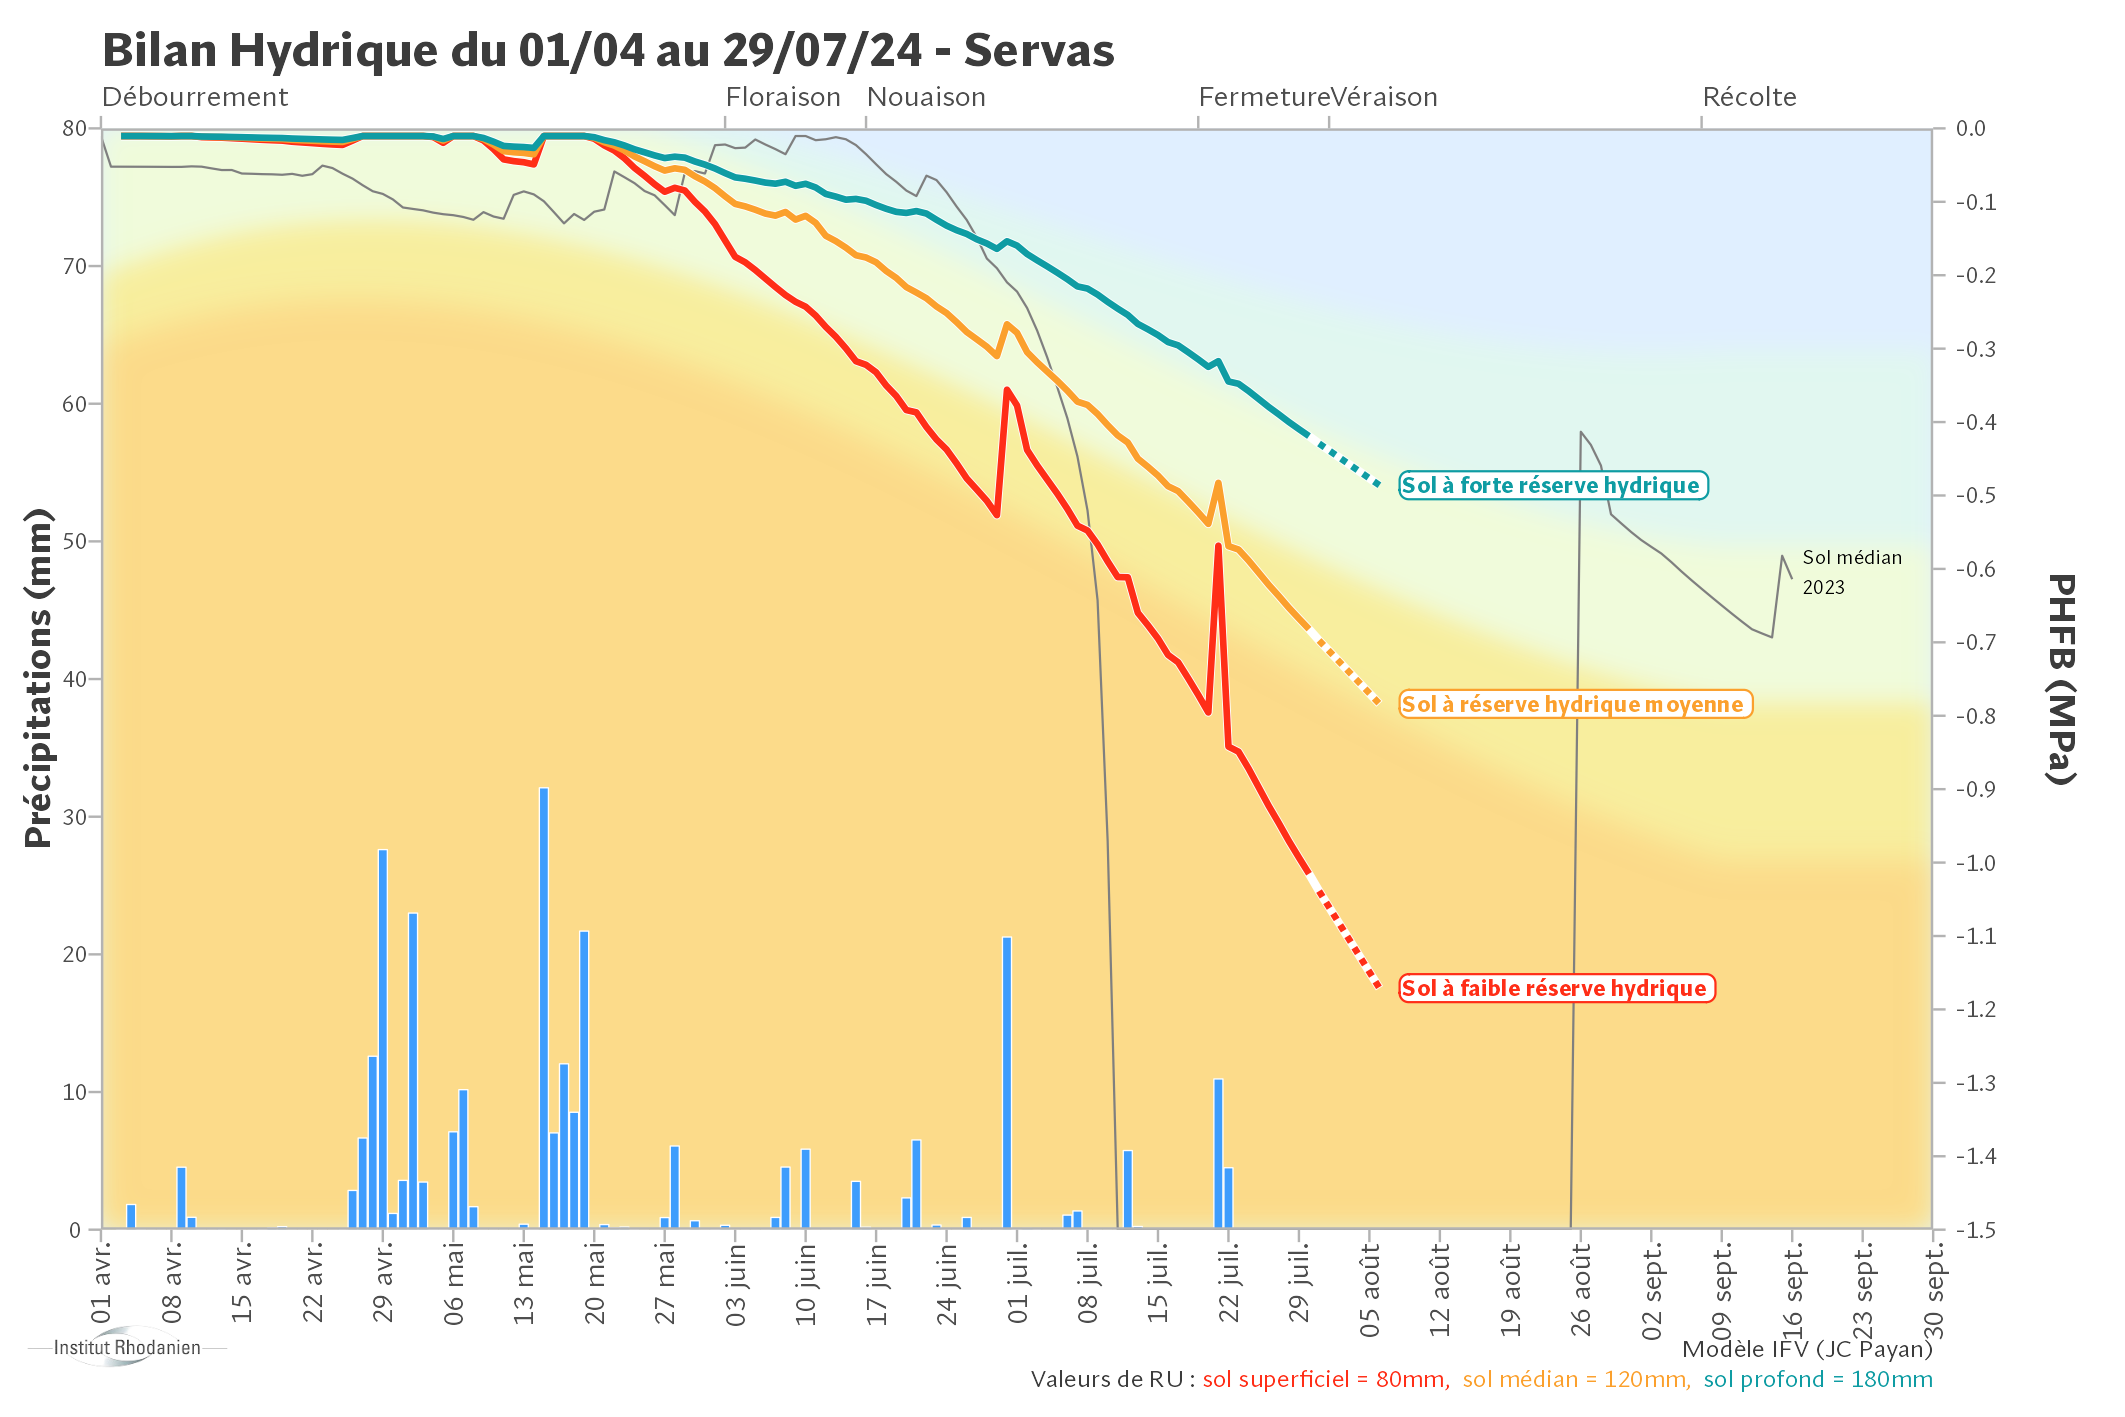 Bilan Hydrique du 01/04 au 29/07/24 - Servas
Débourrement Floraison Nouaison Fermeture Véraison Récolte
Précipitations (mm)
80
70
60
50
40
30
20
10
0
PHFB (MPa)
0.0
-0.1
-0.2
-0.3
-0.4
-0.5
-0.6
-0.7
-0.8
-0.9
-1.0
-1.1
-1.2
-1.3
-1.4
-1.5
Sol à forte réserve hydrique
Sol médian
2023
Sol à réserve hydrique moyenne
Sol à faible réserve hydrique
01 avr.
08 avr.
15 avr.
22 avr.
29 avr.
06 mai
13 mai
20 mai
27 mai
03 juin
10 juin
17 juin
24 juin
01 juil.
08 juil.
15 juil.
22 juil.
29 juil.
05 août
12 août
19 août
26 août
02 sept.
09 sept.
16 sept.
23 sept.
30 sept.
Institut Rhodanien
Modèle IFV (JC Payan)
Valeurs de RU : sol superficiel = 80mm, sol médian = 120mm, sol profond = 180mm